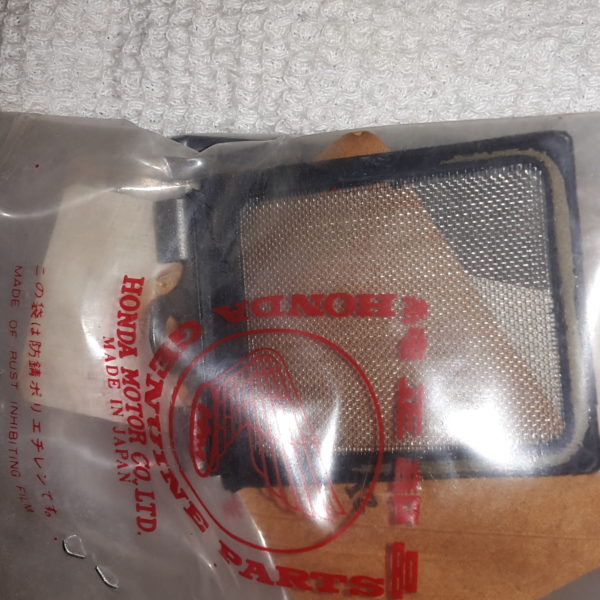 この袋は防錆ポリエチレンです
MADE OF RUST INHIBITING FILM
HONDA MOTOR CO.,LTD.
MADE IN JAPAN
HONDA
GENUINE PARTS